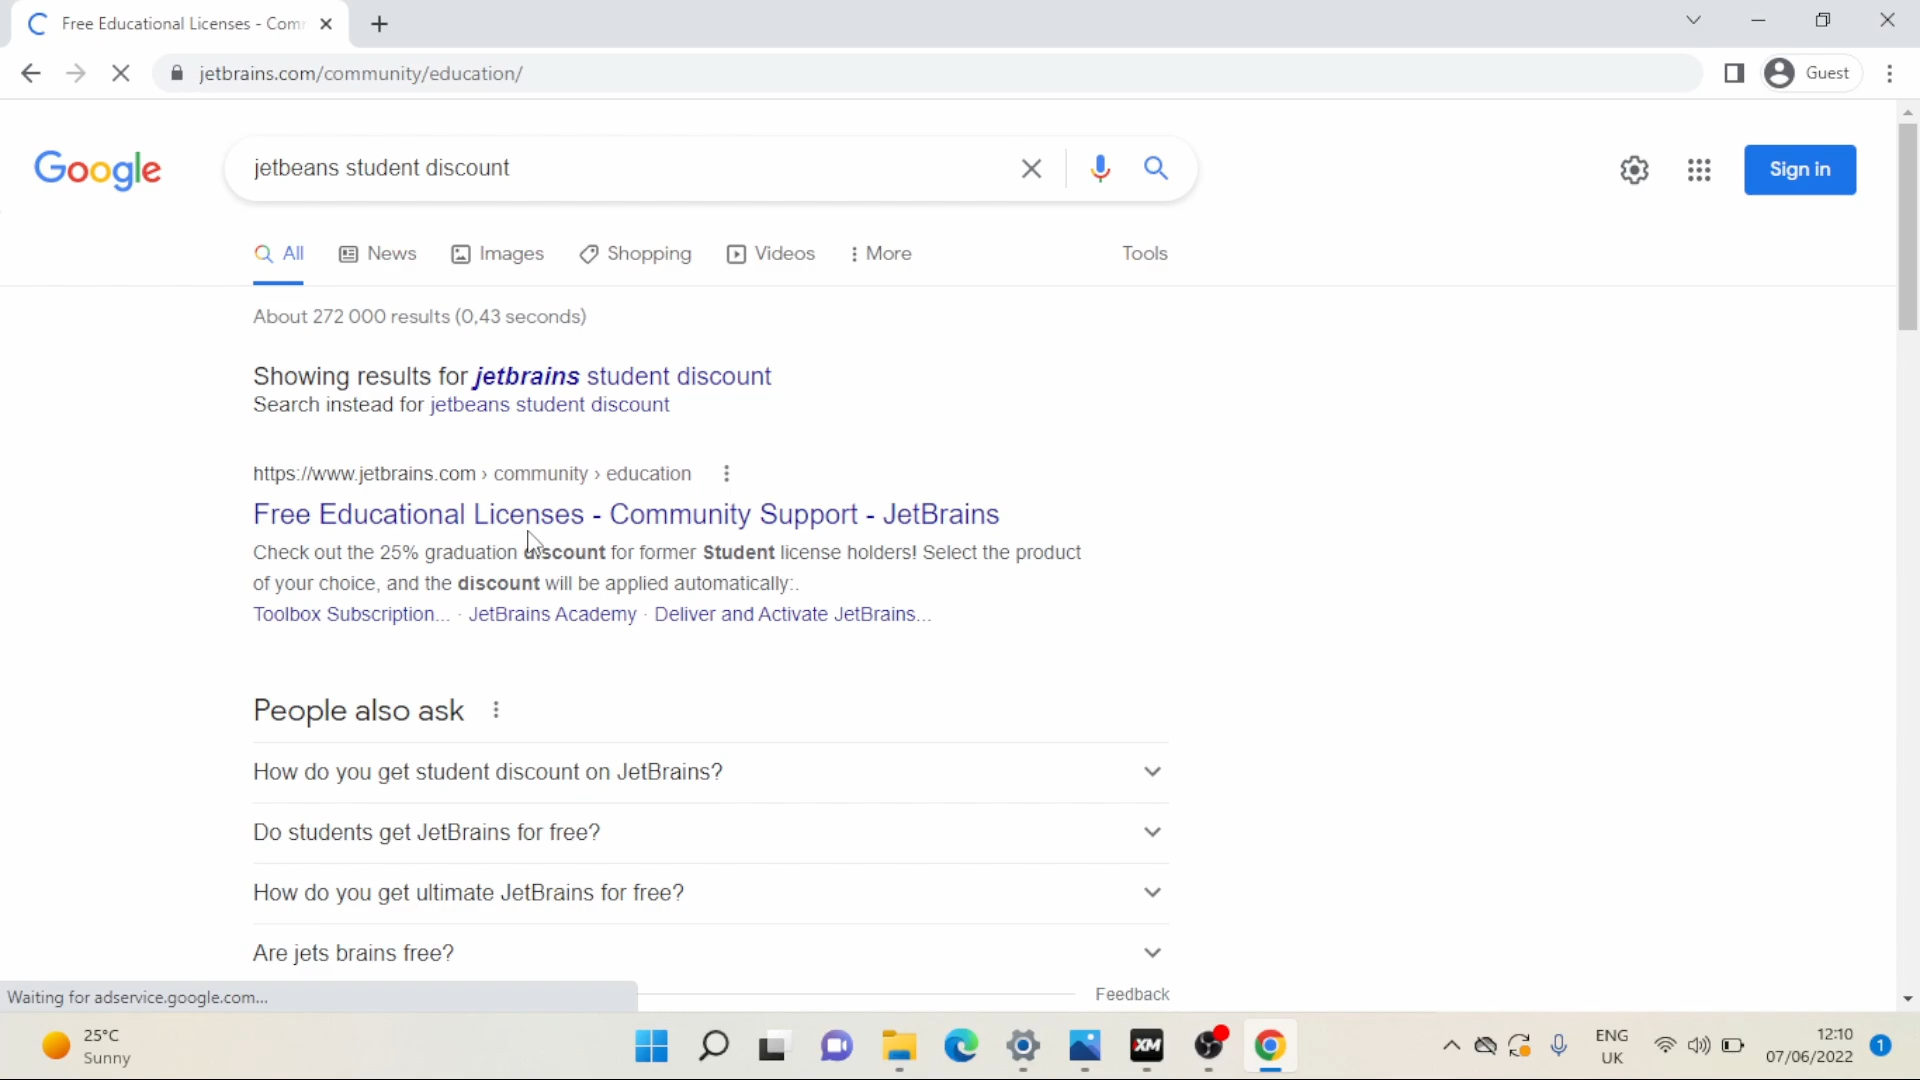 Free Educational Licenses - Com
jetbrains.com/community/education/
Guest
Google
jetbeans student discount
Sign in
All
News
Images
Shopping
Videos
More
Tools
About 272 000 results (0,43 seconds)
Showing results for jetbrains student discount
Search instead for jetbeans student discount
https://www.jetbrains.com › community › education
Free Educational Licenses - Community Support - JetBrains
Check out the 25% graduation discount for former Student license holders! Select the product
of your choice, and the discount will be applied automatically:.
Toolbox Subscription... · JetBrains Academy · Deliver and Activate JetBrains...
People also ask
How do you get student discount on JetBrains?
Do students get JetBrains for free?
How do you get ultimate JetBrains for free?
Are jets brains free?
Feedback
Waiting for adservice.google.com...
25°C
Sunny
XM
ENG
UK
12:10
07/06/2022
1